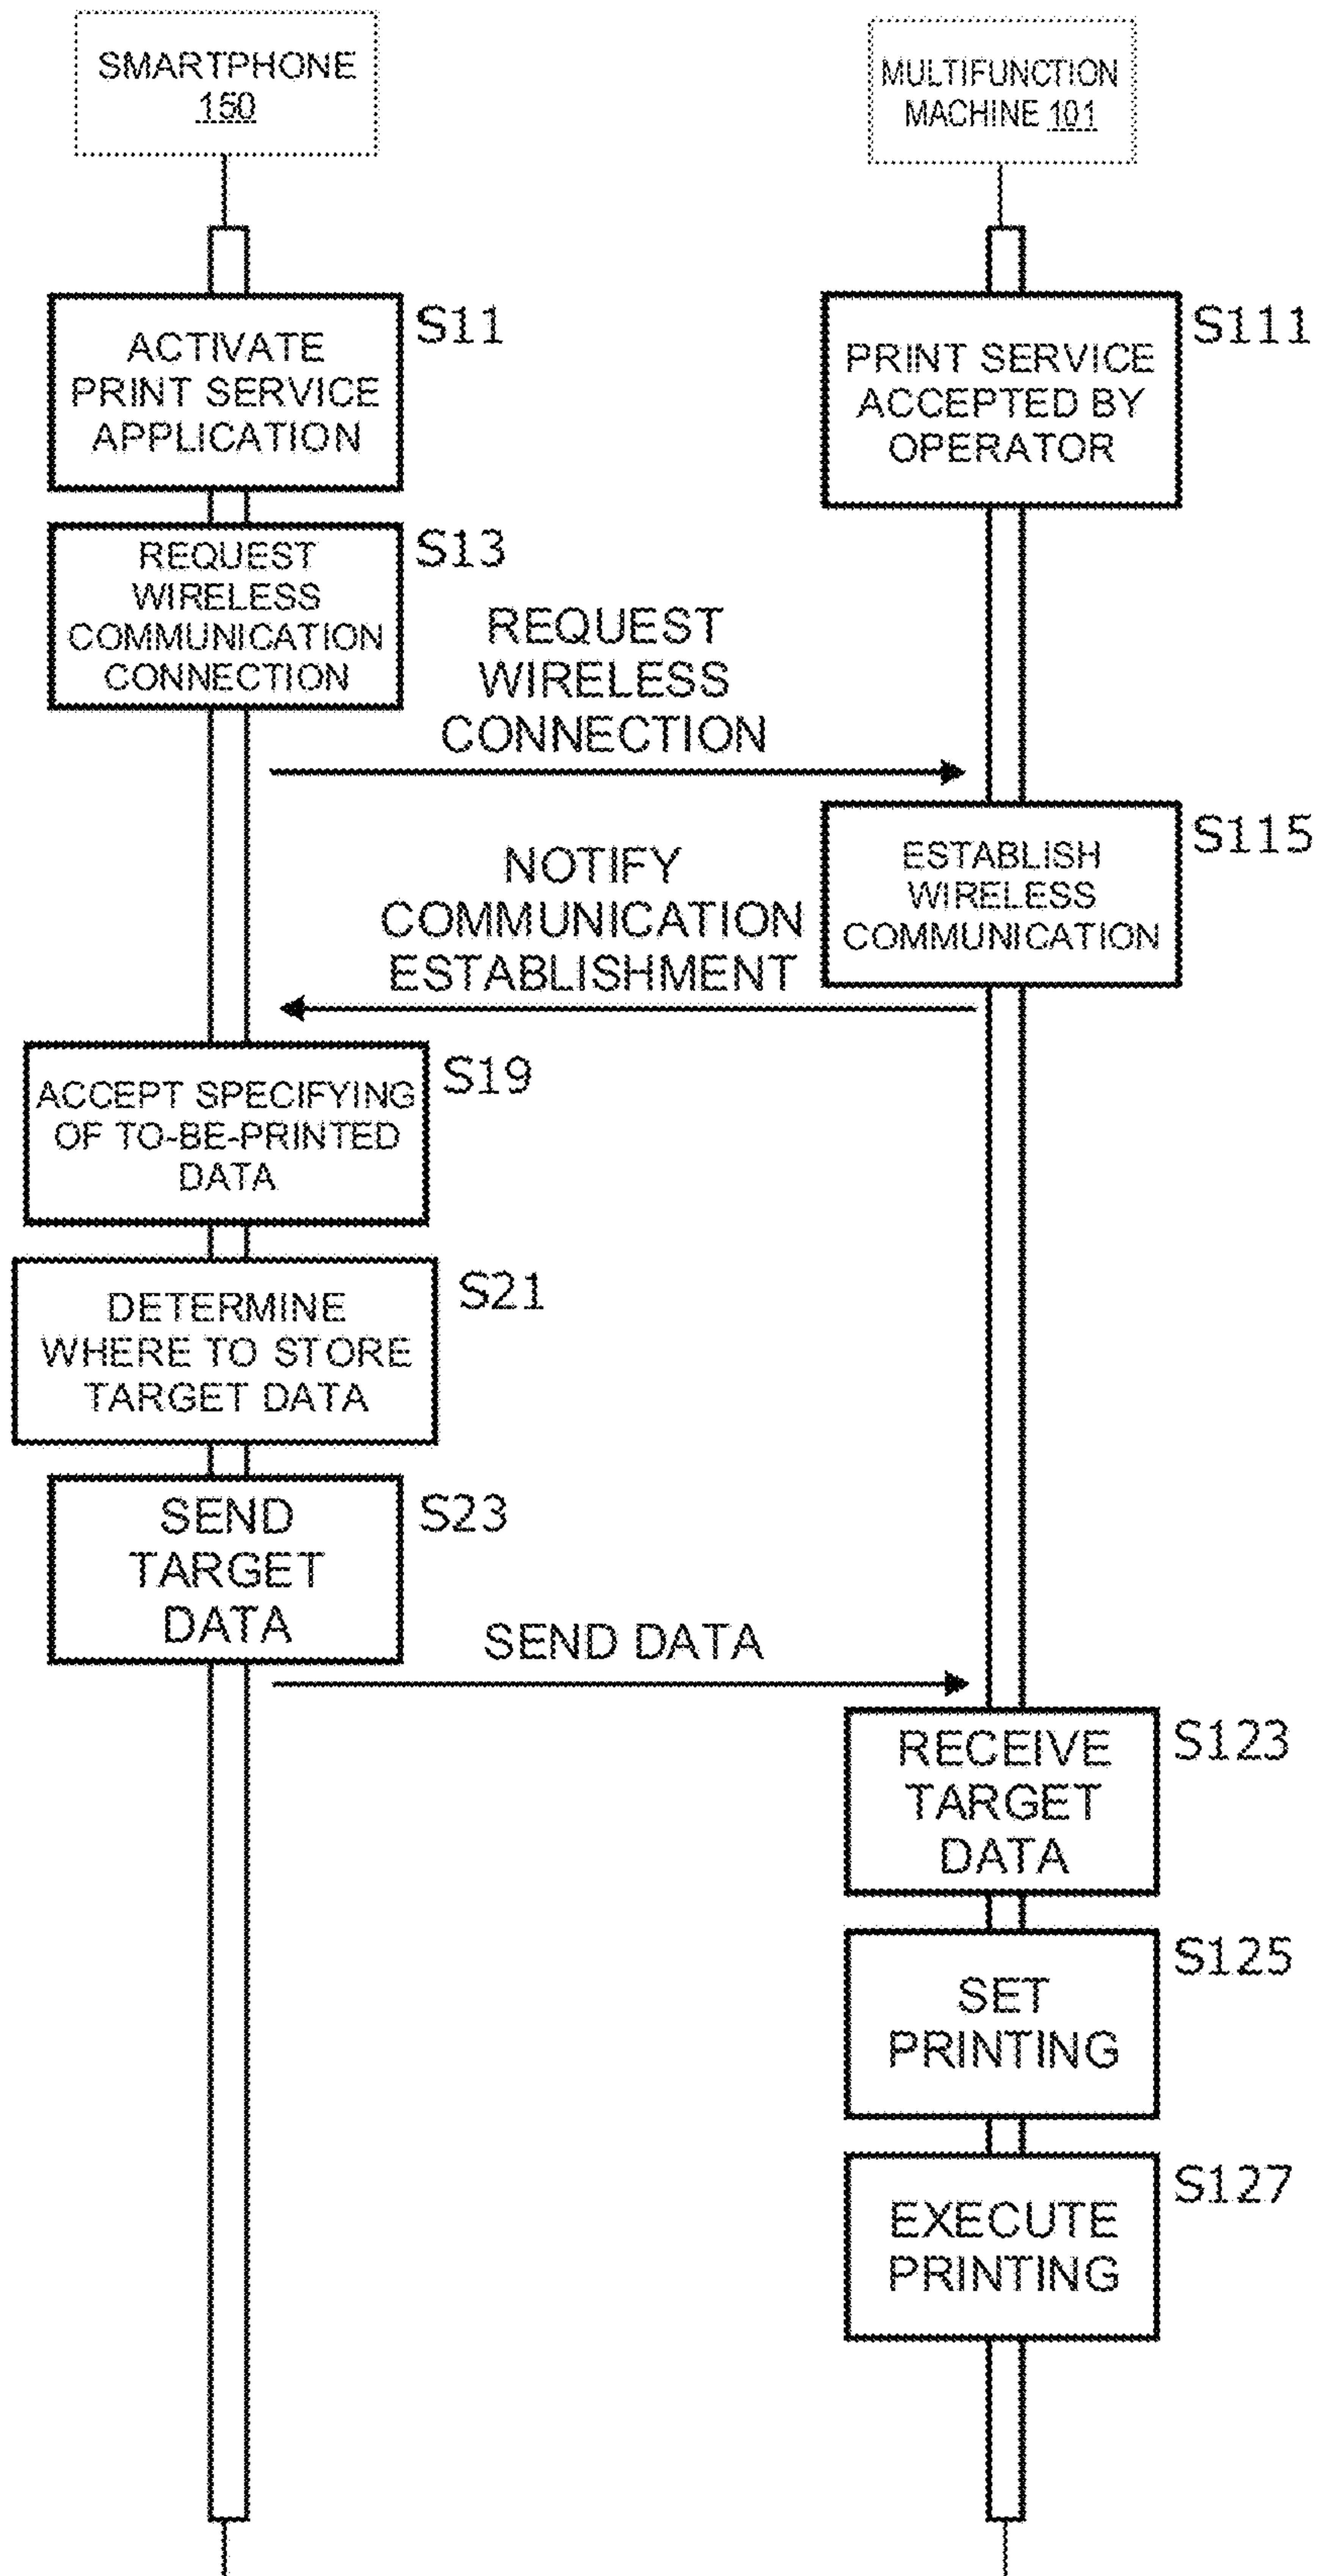 SMARTPHONE
150
MULTIFUNCTION
MACHINE 101
ACTIVATE
PRINT SERVICE
APPLICATION
S11
PRINT SERVICE
ACCEPTED BY
OPERATOR
S111
REQUEST
WIRELESS
COMMUNICATION
CONNECTION
S13
REQUEST
WIRELESS
CONNECTION
ESTABLISH
WIRELESS
COMMUNICATION
S115
NOTIFY
COMMUNICATION
ESTABLISHMENT
ACCEPT SPECIFYING
OF TO-BE-PRINTED
DATA
S19
DETERMINE
WHERE TO STORE
TARGET DATA
S21
SEND
TARGET
DATA
S23
SEND DATA
RECEIVE
TARGET
DATA
S123
SET
PRINTING
S125
EXECUTE
PRINTING
S127